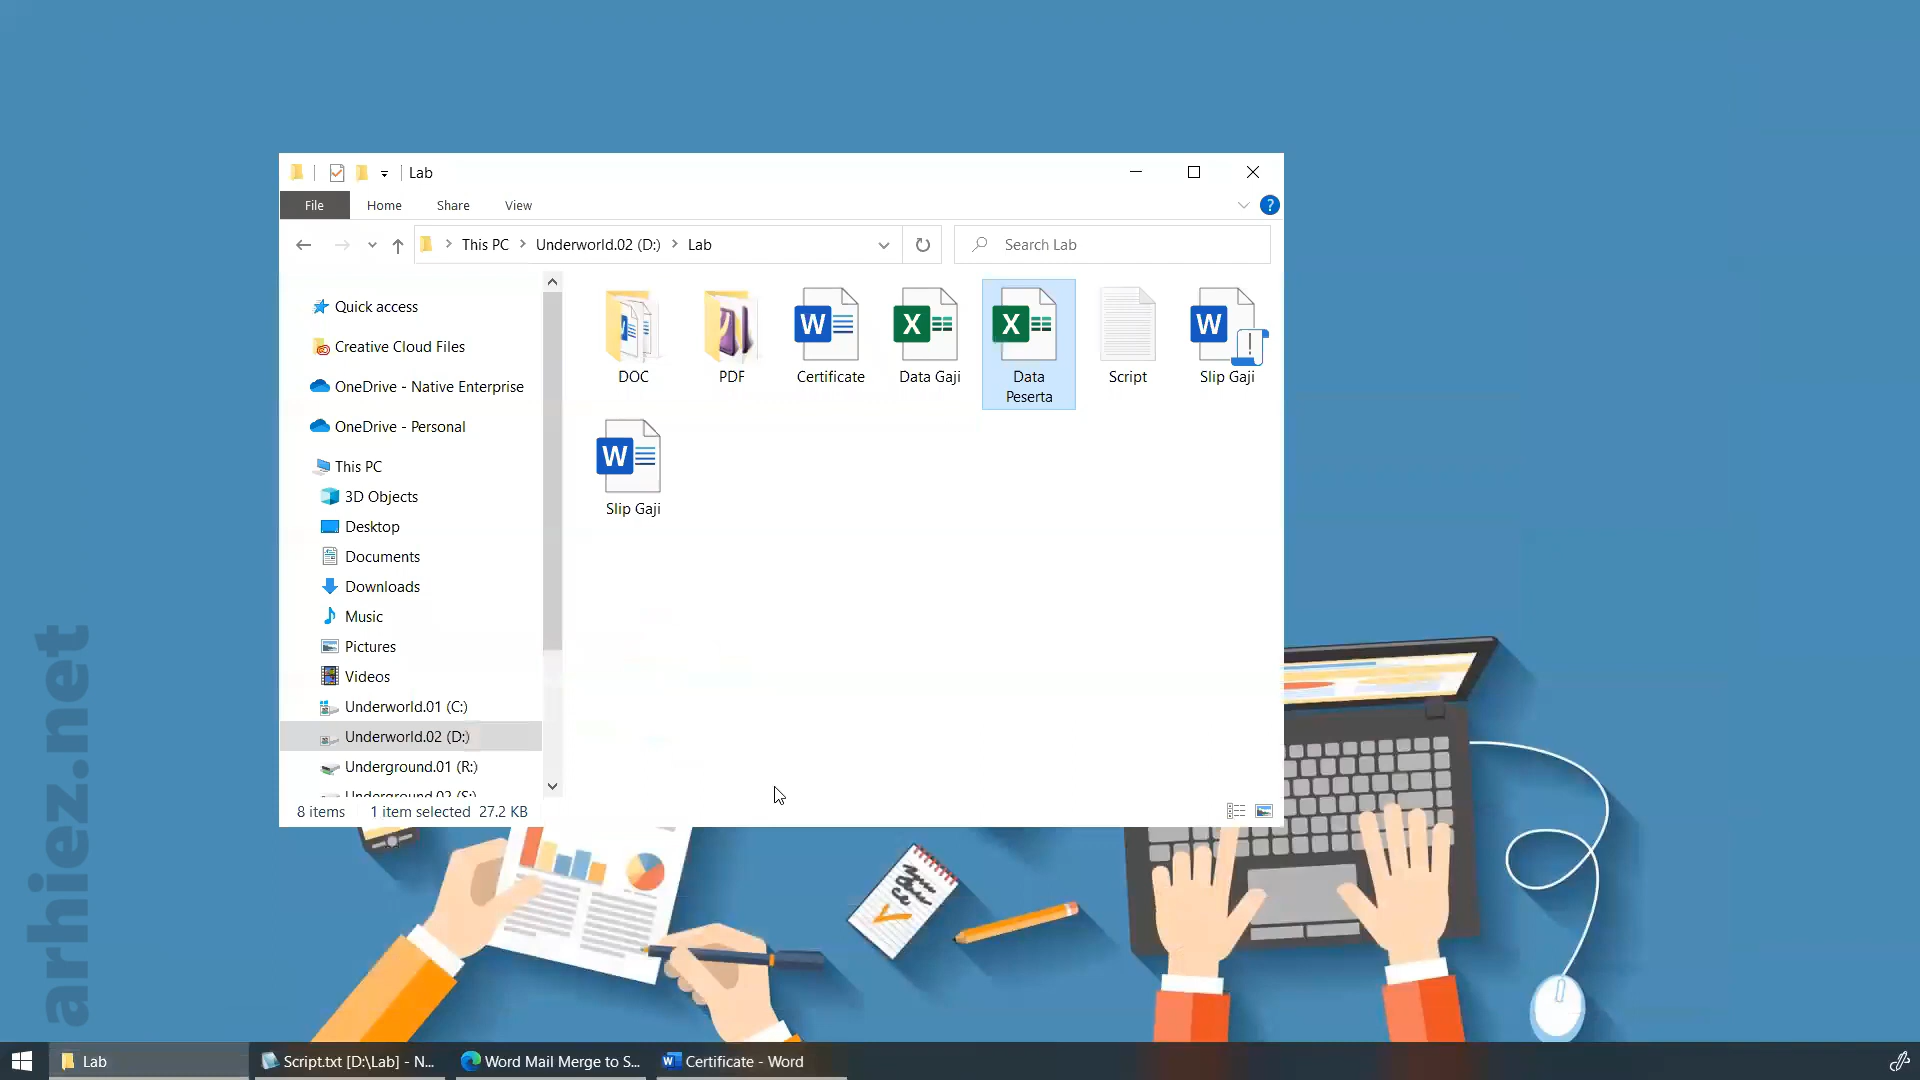 Lab
File Home Share View
This PC Underworld.02 (D:) Lab
Search Lab
Quick access
Creative Cloud Files
OneDrive - Native Enterprise
OneDrive - Personal
This PC
3D Objects
Desktop
Documents
Downloads
Music
Pictures
Videos
Underworld.01 (C:)
Underworld.02 (D:)
Underground.01 (R:)
Underground.02 (S:)
DOC PDF Certificate Data Gaji Data Peserta Script Slip Gaji
Slip Gaji
8 items 1 item selected 27.2 KB
arhiez.net
Lab Script.txt [D:\Lab] - N... Word Mail Merge to S... Certificate - Word